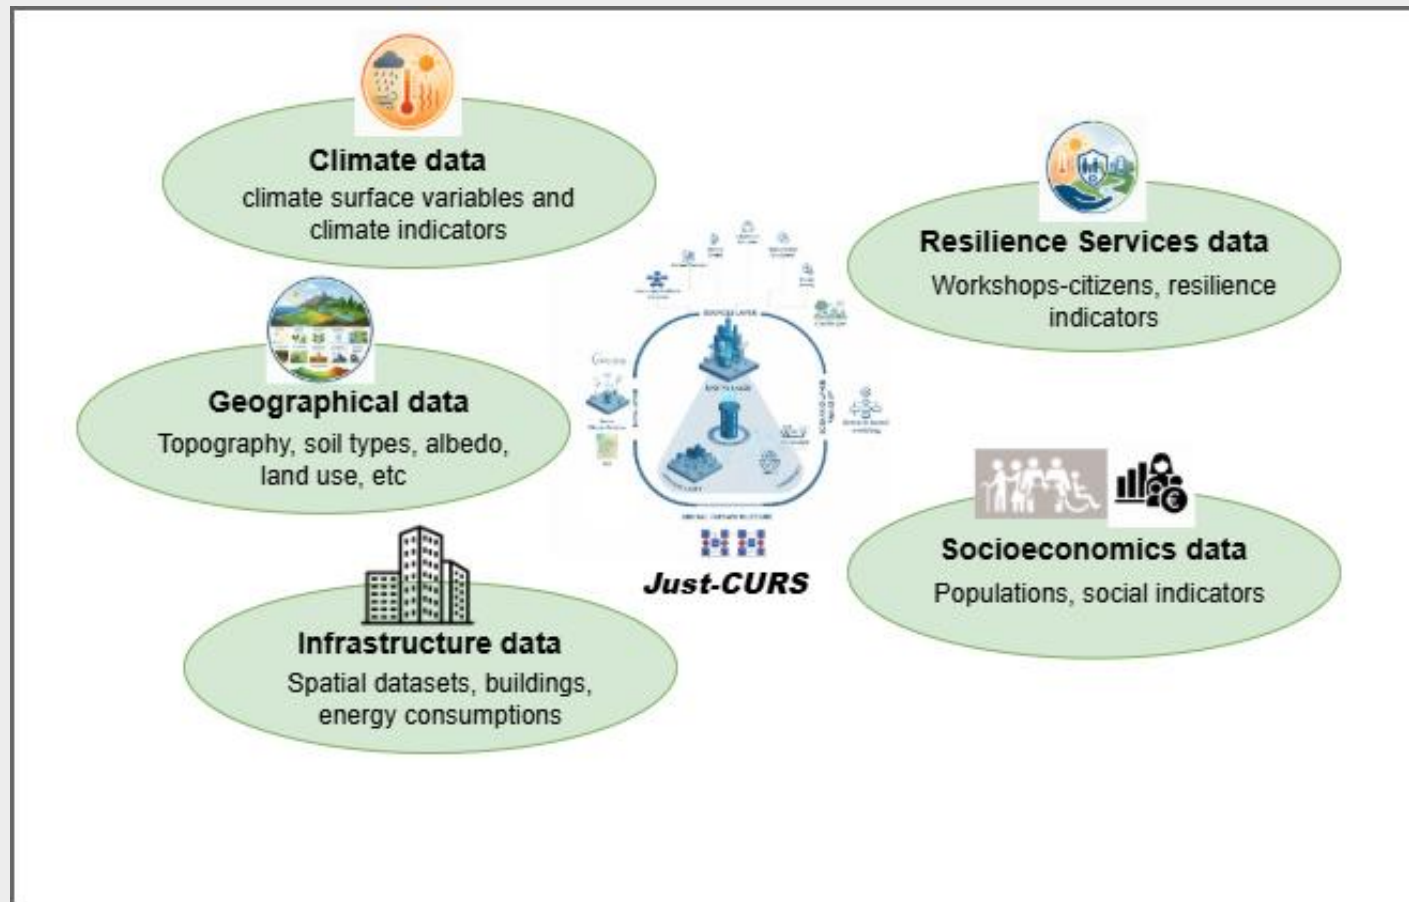 Climate data
climate surface variables and
climate indicators
Resilience Services data
Workshops-citizens, resilience
indicators
Geographical data
Topography, soil types, albedo,
land use, etc
Just-CURS
Socioeconomics data
Populations, social indicators
Infrastructure data
Spatial datasets, buildings,
energy consumptions